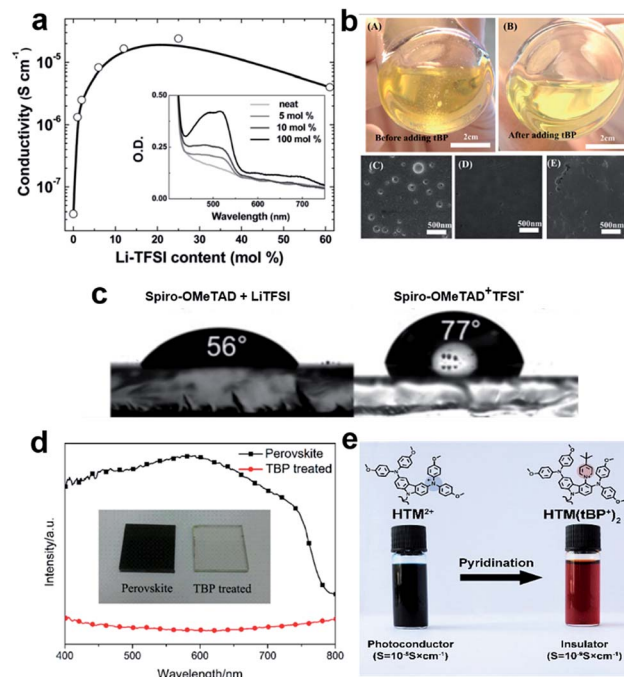 a
Conductivity (S cm⁻¹)
10⁻⁵
10⁻⁶
10⁻⁷
0 10 20 30 40 50 60
Li-TFSI content (mol %)
O.D.
0.50
0.25
0.00
neat
5 mol %
10 mol %
100 mol %
500 600 700
Wavelength (nm)
b
(A)
Before adding tBP
2cm
(B)
After adding tBP
2cm
(C)
500nm
(D)
500nm
(E)
500nm
c
Spiro-OMeTAD + LiTFSI
56°
Spiro-OMeTAD⁺TFSI⁻
77°
d
Intensity/a.u.
Perovskite
TBP treated
Perovskite
TBP treated
400 500 600 700 800
Wavelength/nm
e
HTM²⁺
HTM(tBP⁺)₂
Pyridination
Photoconductor
Insulator